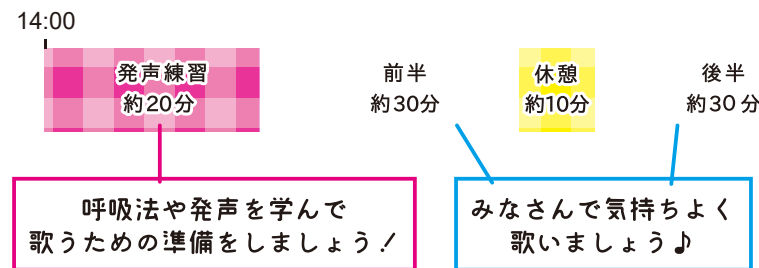 14:00
発声練習
約20分
前半
約30分
休憩
約10分
後半
約30分
呼吸法や発声を学んで
歌うための準備をしましょう！
みなさんで気持ちよく
歌いましょう♪